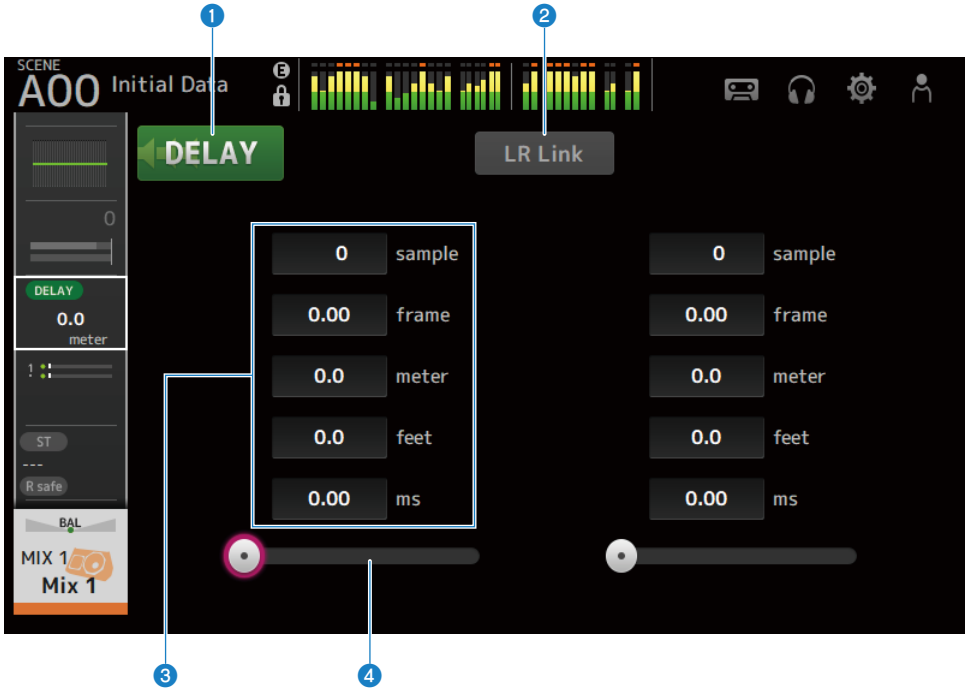 1
2
SCENE
A00 Initial Data
E
DELAY
LR Link
0
0 sample
0 sample
DELAY
0.0
meter
0.00 frame
0.00 frame
1
0.0 meter
0.0 meter
0.0 feet
0.0 feet
ST
---
R safe
0.00 ms
0.00 ms
BAL
MIX 1
Mix 1
3
4